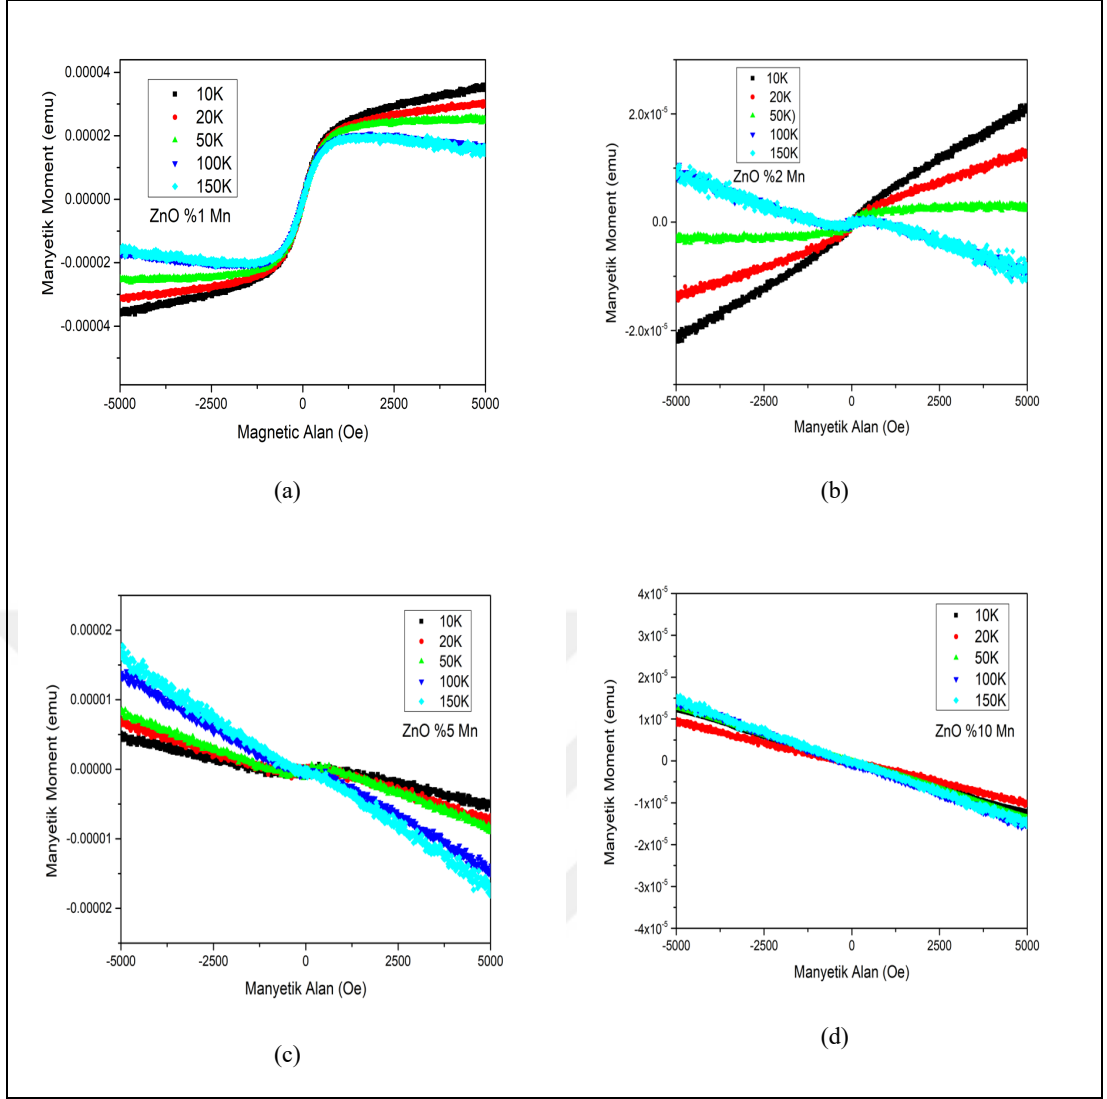 0.00004
0.00002
0.00000
-0.00002
-0.00004
-5000 -2500 0 2500 5000
Manyetik Moment (emu)
Magnetic Alan (Oe)
10K
20K
50K
100K
150K
ZnO %1 Mn
(a)
2.0x10⁻⁵
0.0
-2.0x10⁻⁵
-5000 -2500 0 2500 5000
Manyetik Moment (emu)
Manyetik Alan (Oe)
10K
20K
50K)
100K
150K
ZnO %2 Mn
(b)
0.00002
0.00001
0.00000
-0.00001
-0.00002
-5000 -2500 0 2500 5000
Manyetik Moment (emu)
Manyetik Alan (Oe)
10K
20K
50K
100K
150K
ZnO %5 Mn
(c)
4x10⁻⁵
3x10⁻⁵
2x10⁻⁵
1x10⁻⁵
0
-1x10⁻⁵
-2x10⁻⁵
-3x10⁻⁵
-4x10⁻⁵
-5000 -2500 0 2500 5000
Manyetik Moment (emu)
Manyetik Alan (Oe)
10K
20K
50K
100K
150K
ZnO %10 Mn
(d)